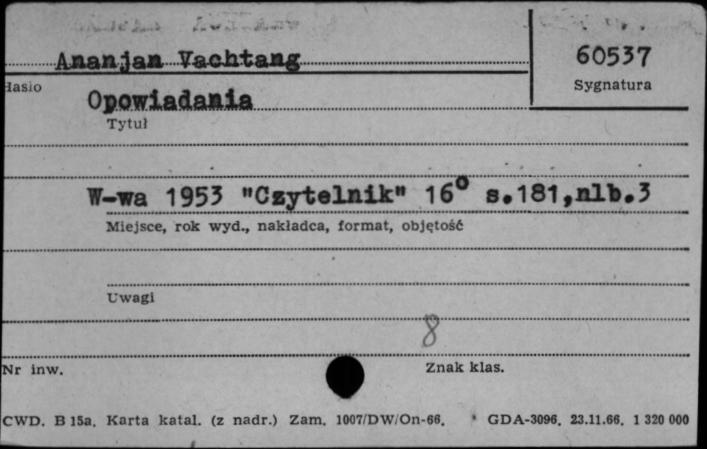 Ananjan Vachtang
60537
Hasło
Sygnatura
Opowiadania
Tytuł
W-wa 1953 "Czytelnik" 16° s.181,nlb.3
Miejsce, rok wyd., nakładca, format, objętość
Uwagi
8
Nr inw.
Znak klas.
CWD. B 15a. Karta katal. (z nadr.) Zam. 1007/DW/On-66. GDA-3096. 23.11.66. 1 320 000